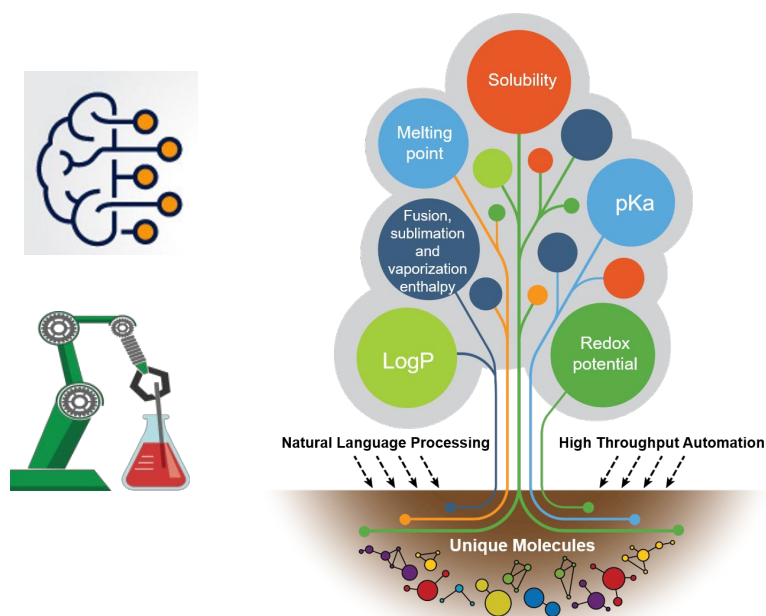 Solubility
Melting
point
pKa
Fusion,
sublimation
and
vaporization
enthalpy
LogP
Redox
potential
Natural Language Processing
High Throughput Automation
Unique Molecules